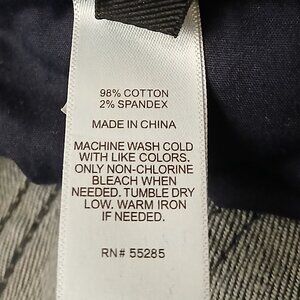 98% COTTON
2% SPANDEX
MADE IN CHINA
MACHINE WASH COLD
WITH LIKE COLORS.
ONLY NON-CHLORINE
BLEACH WHEN
NEEDED. TUMBLE DRY
LOW. WARM IRON
IF NEEDED.
RN# 55285